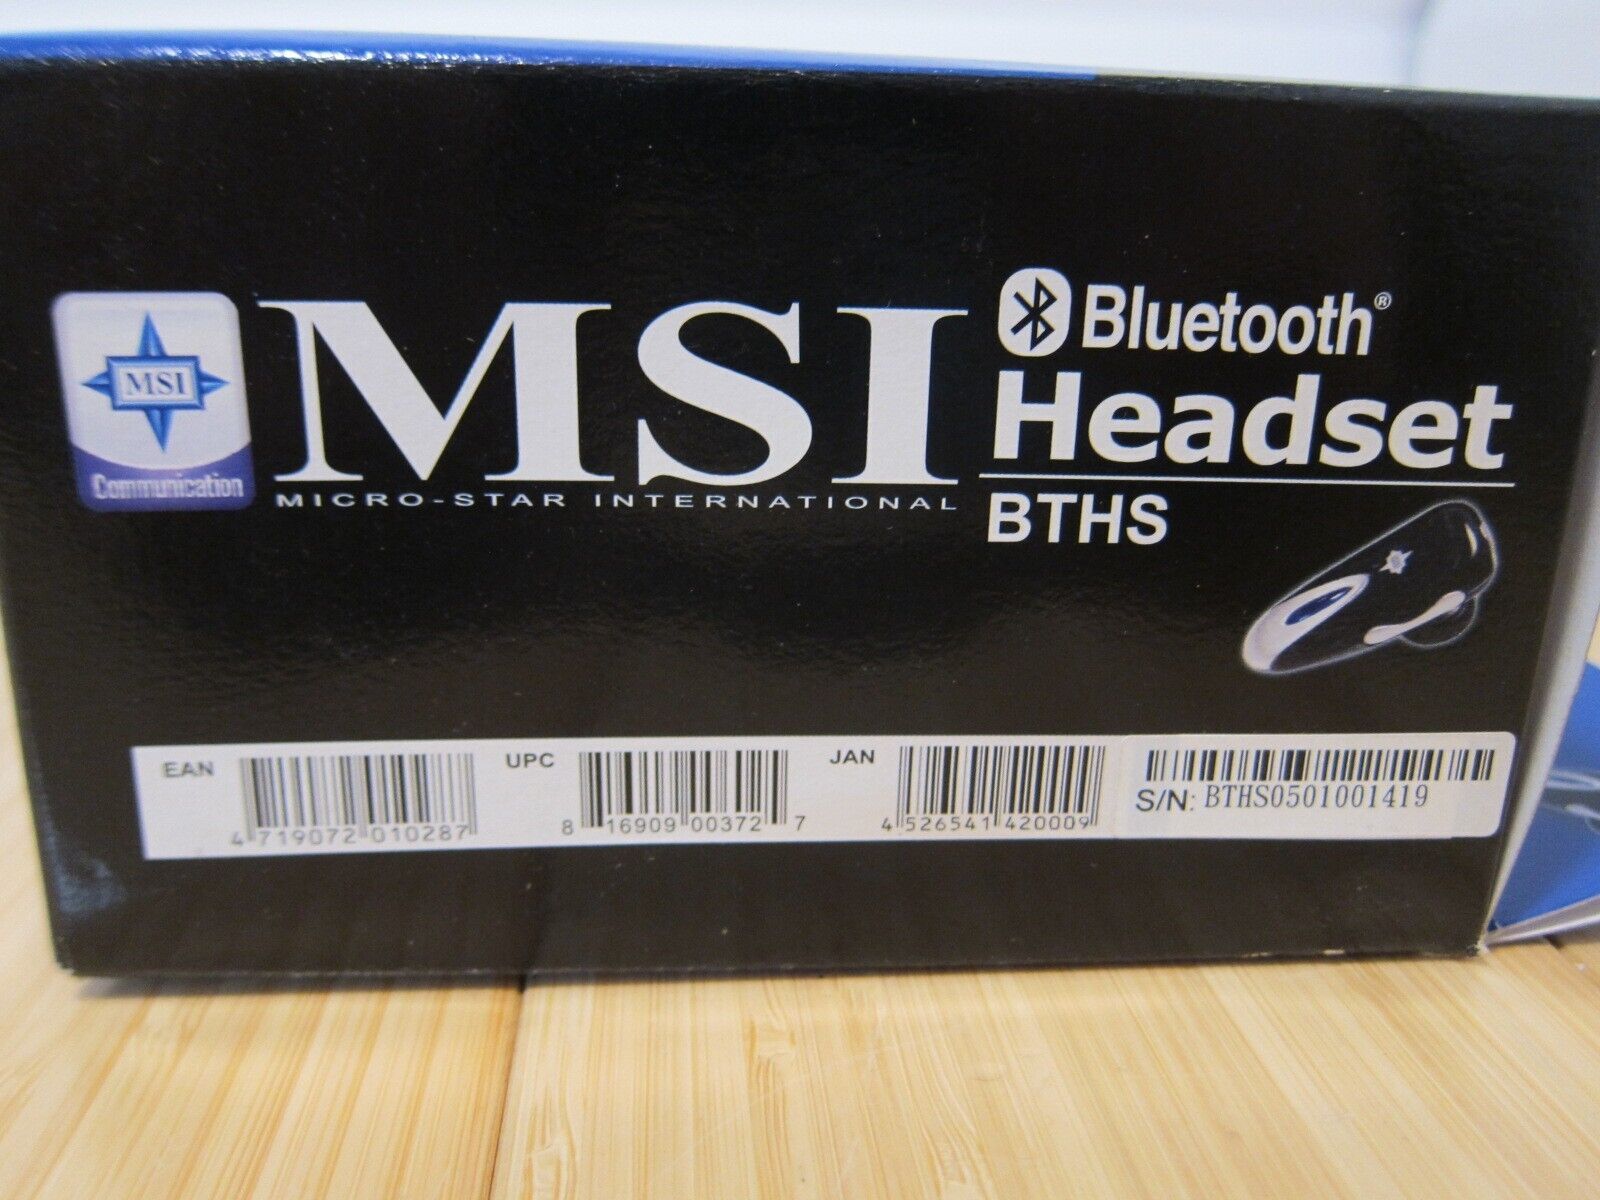 MSI
Communication
MSI
MICRO-STAR INTERNATIONAL
Bluetooth®
Headset
BTHS
EAN
4 719072 010287
UPC
8 16909 00372 7
JAN
4 526541 420009
S/N: BTHS0501001419